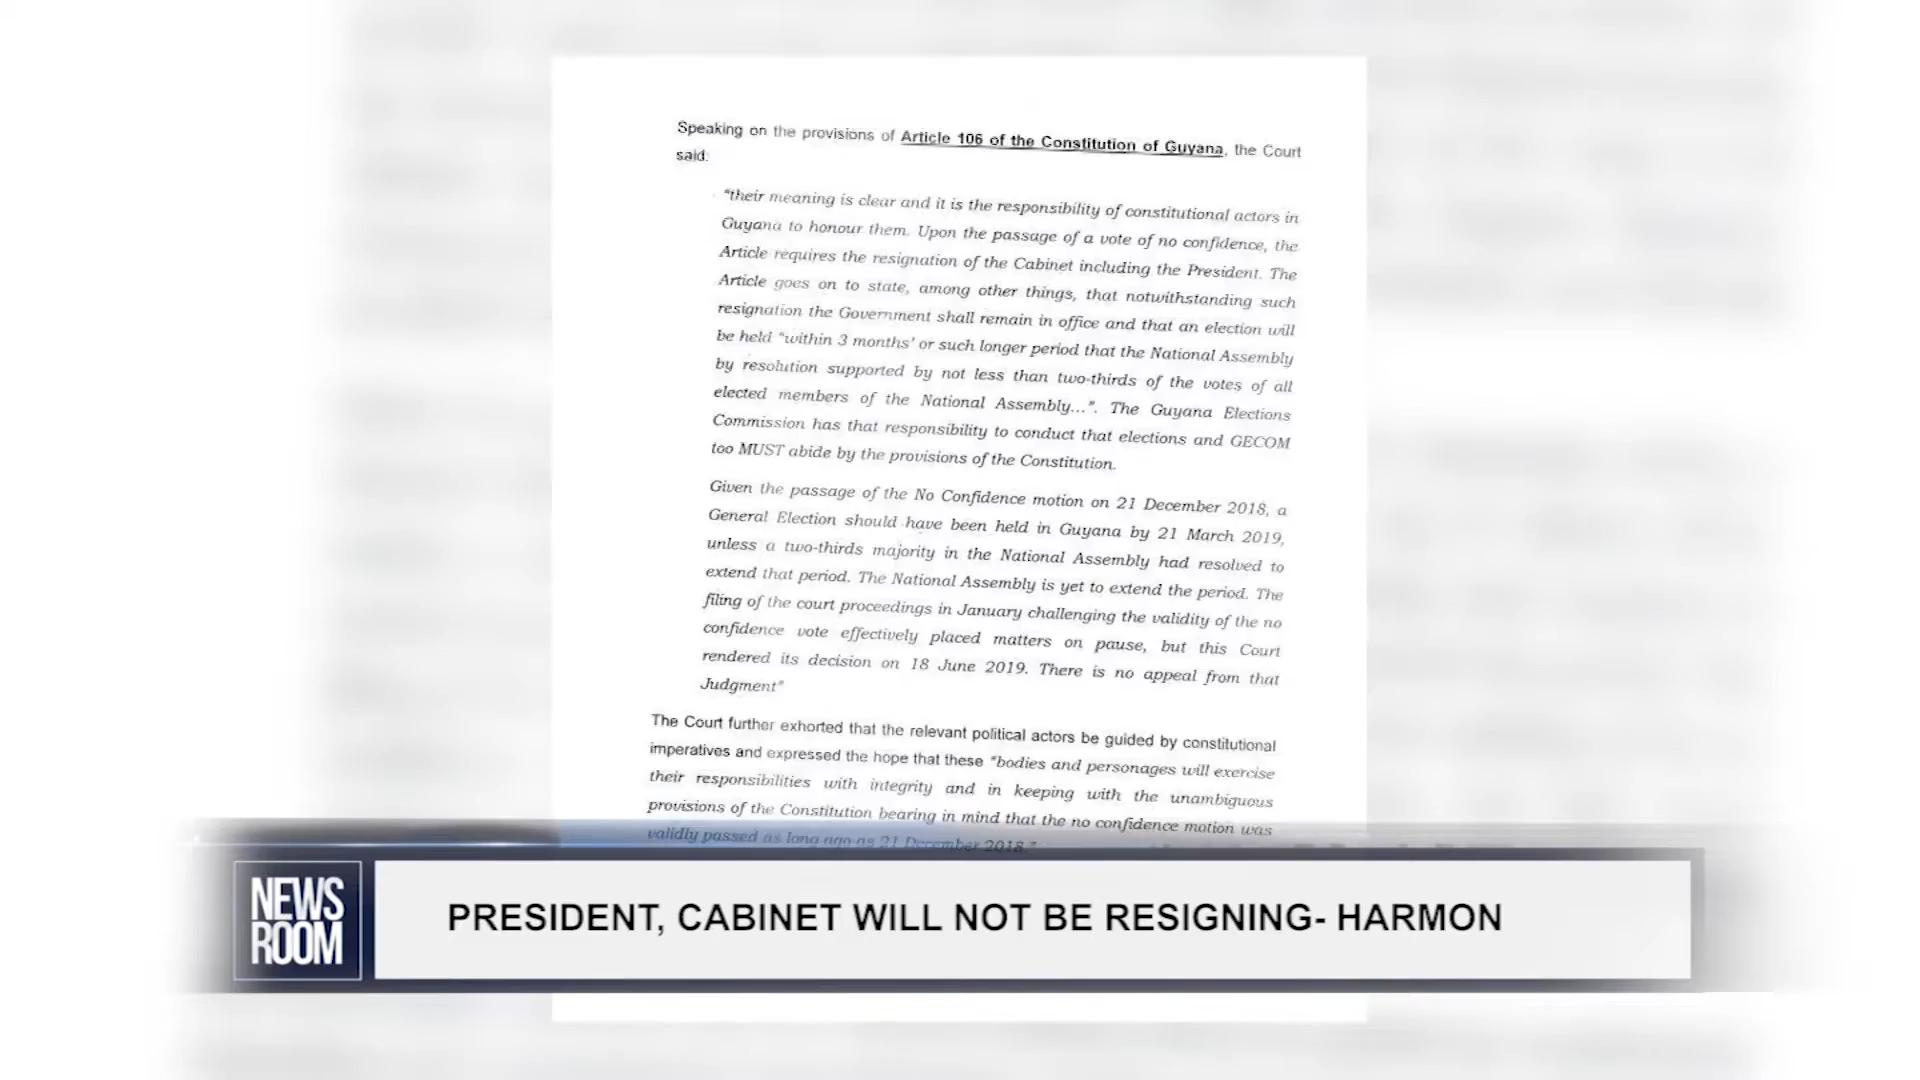 Speaking on the provisions of Article 106 of the Constitution of Guyana, the Court
said:
“their meaning is clear and it is the responsibility of constitutional actors in
Guyana to honour them. Upon the passage of a vote of no confidence, the
Article requires the resignation of the Cabinet including the President. The
Article goes on to state, among other things, that notwithstanding such
resignation the Government shall remain in office and that an election will
be held “within 3 months’ or such longer period that the National Assembly
by resolution supported by not less than two-thirds of the votes of all
elected members of the National Assembly...”. The Guyana Elections
Commission has that responsibility to conduct that elections and GECOM
too MUST abide by the provisions of the Constitution.
Given the passage of the No Confidence motion on 21 December 2018, a
General Election should have been held in Guyana by 21 March 2019,
unless a two-thirds majority in the National Assembly had resolved to
extend that period. The National Assembly is yet to extend the period. The
filing of the court proceedings in January challenging the validity of the no
confidence vote effectively placed matters on pause, but this Court
rendered its decision on 18 June 2019. There is no appeal from that
Judgment”
The Court further exhorted that the relevant political actors be guided by constitutional
imperatives and expressed the hope that these “bodies and personages will exercise
their responsibilities with integrity and in keeping with the unambiguous
provisions of the Constitution bearing in mind that the no confidence motion was
validly passed as long ago as 21 December 2018.”
NEWS
ROOM
PRESIDENT, CABINET WILL NOT BE RESIGNING- HARMON